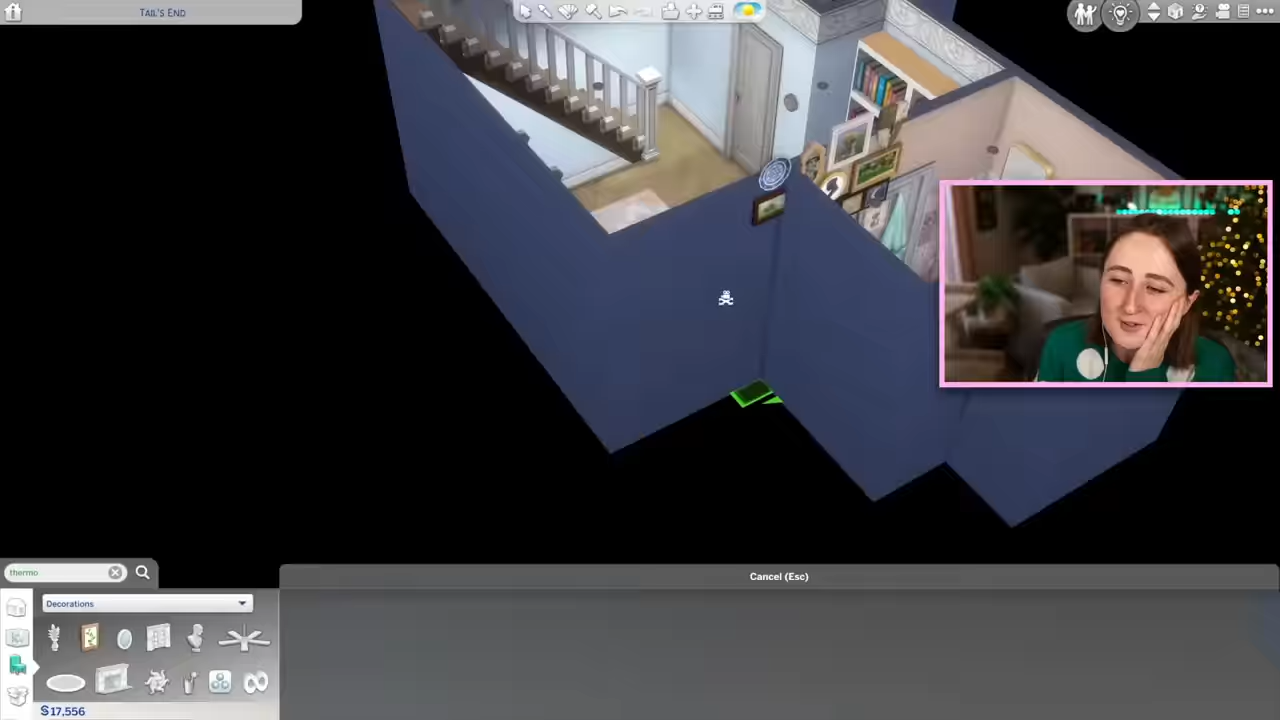 TAIL'S END
Cancel (Esc)
thermo
Decorations
$17,556